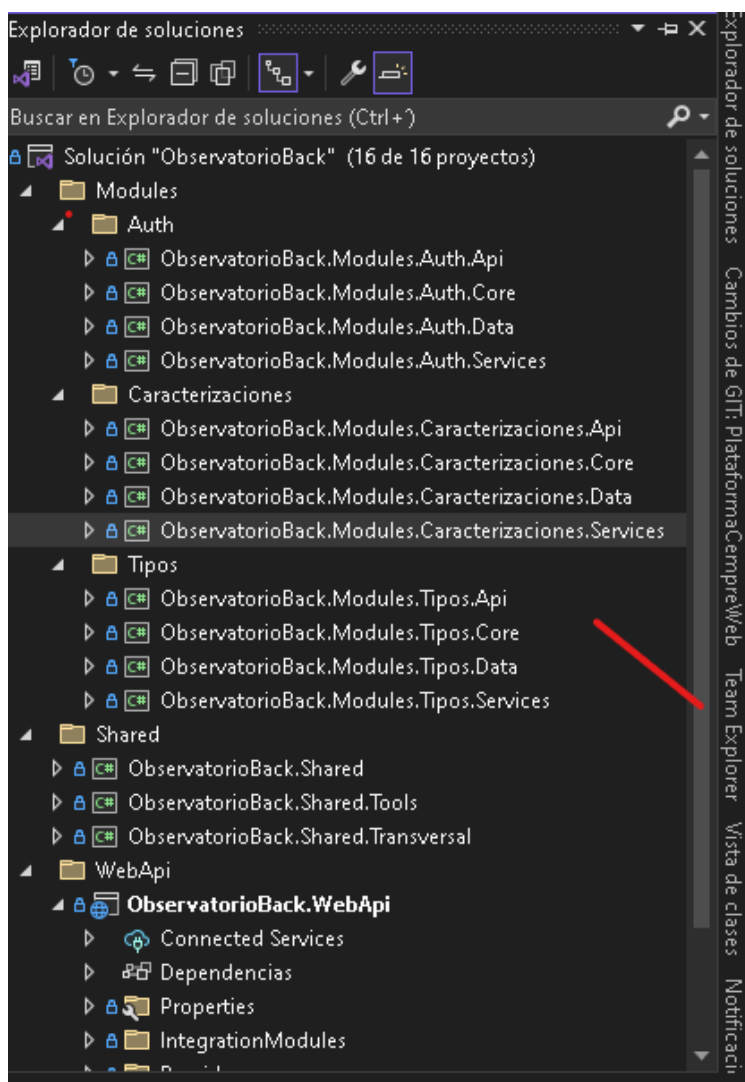 Explorador de soluciones
Buscar en Explorador de soluciones (Ctrl+´)
Solución "ObservatorioBack" (16 de 16 proyectos)
Modules
Auth
C# ObservatorioBack.Modules.Auth.Api
C# ObservatorioBack.Modules.Auth.Core
C# ObservatorioBack.Modules.Auth.Data
C# ObservatorioBack.Modules.Auth.Services
Caracterizaciones
C# ObservatorioBack.Modules.Caracterizaciones.Api
C# ObservatorioBack.Modules.Caracterizaciones.Core
C# ObservatorioBack.Modules.Caracterizaciones.Data
C# ObservatorioBack.Modules.Caracterizaciones.Services
Tipos
C# ObservatorioBack.Modules.Tipos.Api
C# ObservatorioBack.Modules.Tipos.Core
C# ObservatorioBack.Modules.Tipos.Data
C# ObservatorioBack.Modules.Tipos.Services
Shared
C# ObservatorioBack.Shared
C# ObservatorioBack.Shared.Tools
C# ObservatorioBack.Shared.Transversal
WebApi
ObservatorioBack.WebApi
Connected Services
Dependencias
Properties
IntegrationModules
Explorador de soluciones
Cambios de GIT: PlataformaCempreWeb
Team Explorer
Vista de clases